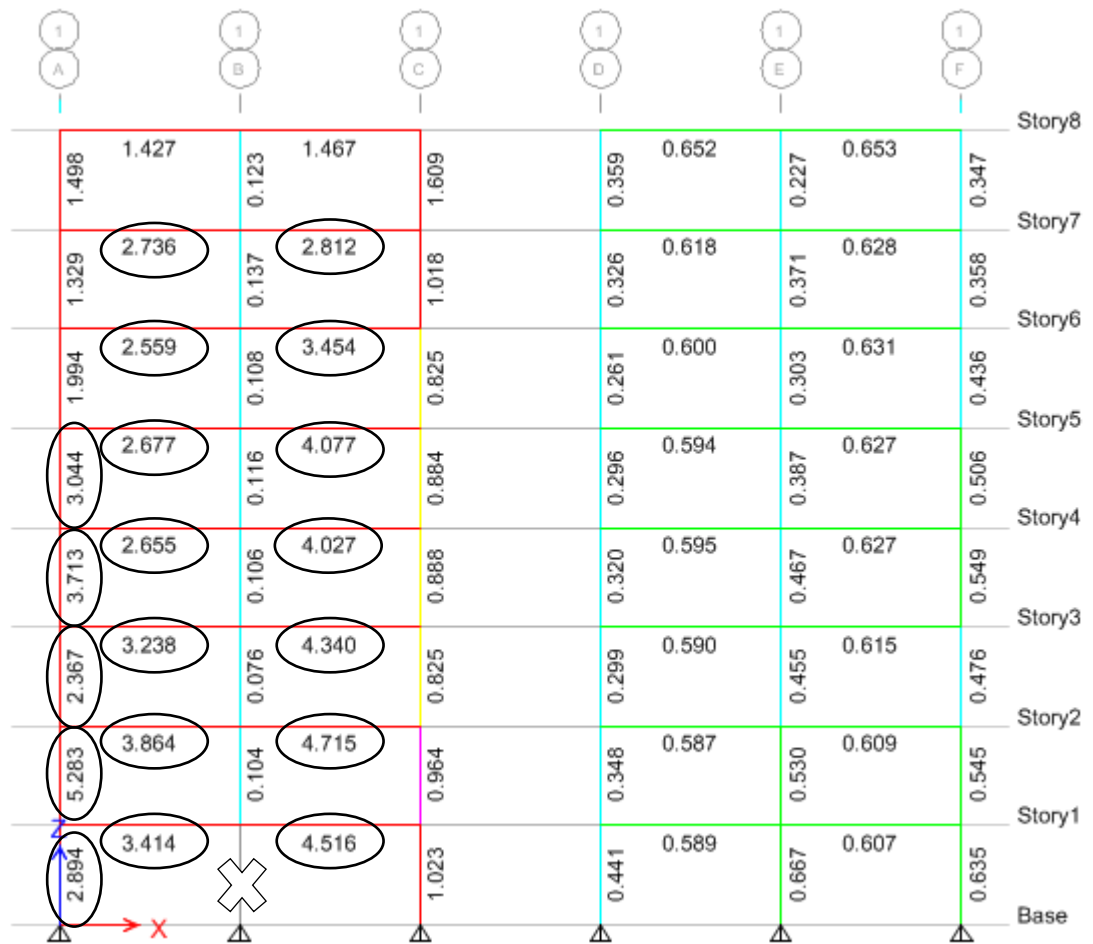 1 1 1 1 1 1
A B C D E F
Story8
1.427 1.467 0.652 0.653
1.498 0.123 1.609 0.359 0.227 0.347
Story7
2.736 2.812 0.618 0.628
1.329 0.137 1.018 0.326 0.371 0.358
Story6
2.559 3.454 0.600 0.631
1.994 0.108 0.825 0.261 0.303 0.436
Story5
2.677 4.077 0.594 0.627
3.044 0.116 0.884 0.296 0.387 0.506
Story4
2.655 4.027 0.595 0.627
3.713 0.106 0.888 0.320 0.467 0.549
Story3
3.238 4.340 0.590 0.615
2.367 0.076 0.825 0.299 0.455 0.476
Story2
3.864 4.715 0.587 0.609
5.283 0.104 0.964 0.348 0.530 0.545
Story1
Z
3.414 4.516 0.589 0.607
2.894 1.023 0.441 0.667 0.635
Base
X